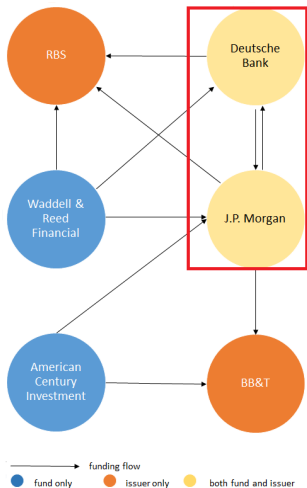 RBS
Deutsche
Bank
Waddell &
Reed
Financial
J.P. Morgan
American
Century
Investment
BB&T
funding flow
fund only
issuer only
both fund and issuer